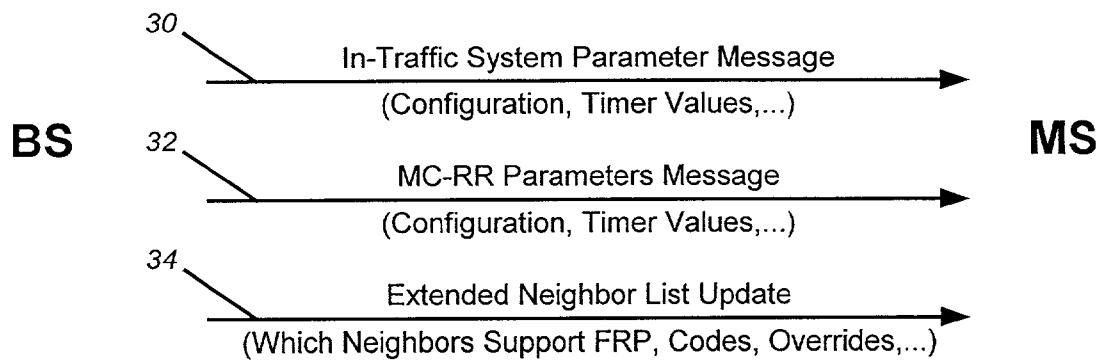 30
In-Traffic System Parameter Message
(Configuration, Timer Values,...)
BS
MS
32
MC-RR Parameters Message
(Configuration, Timer Values,...)
34
Extended Neighbor List Update
(Which Neighbors Support FRP, Codes, Overrides,...)